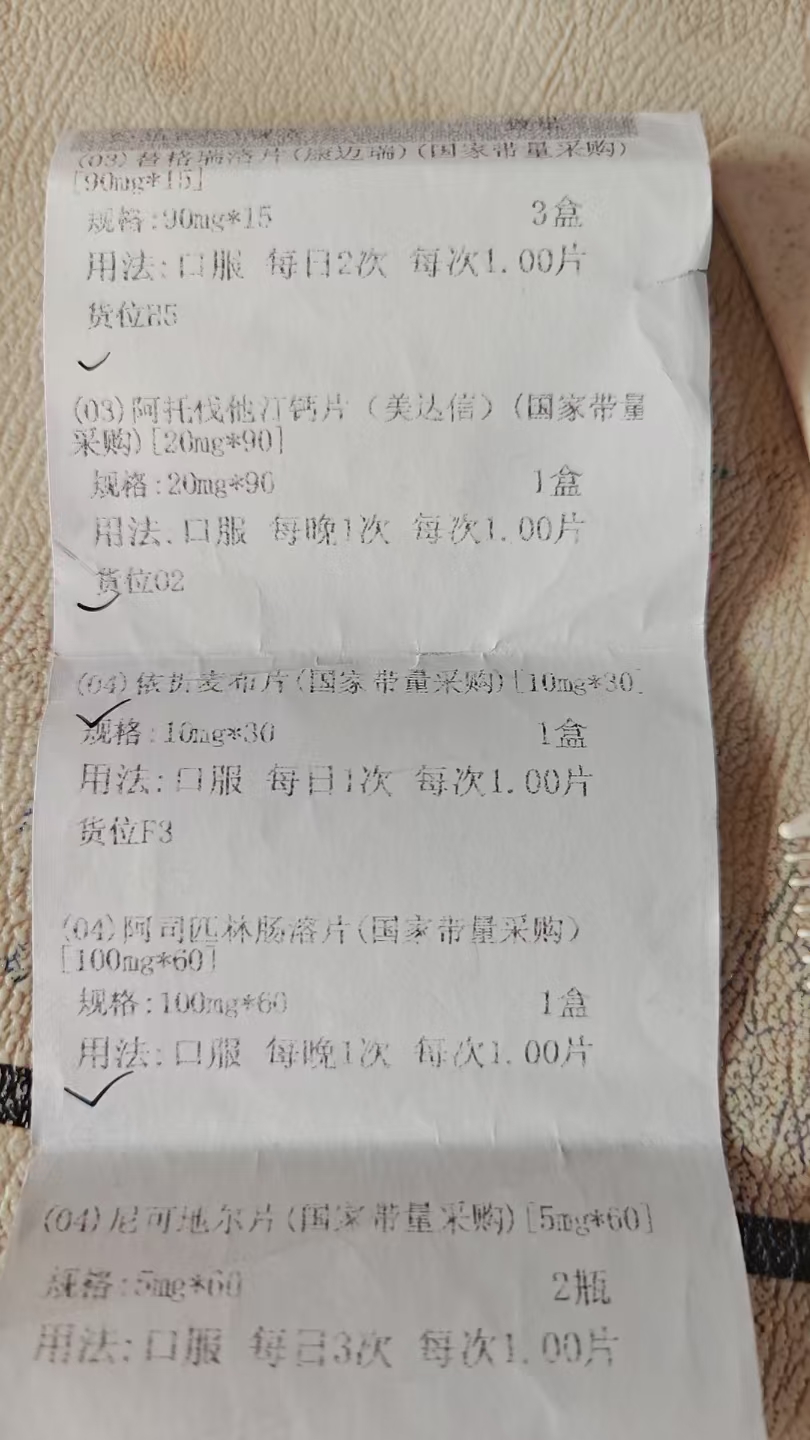 (03)替格瑞洛片(康迈瑞)(国家带量采购)
[90mg*15]
规格:90mg*15 3盒
用法:口服 每日2次 每次1.00片
货位H5
(03)阿托伐他汀钙片（美达信）(国家带量
采购)[20mg*90]
规格:20mg*90 1盒
用法:口服 每晚1次 每次1.00片
货位O2
(04)依折麦布片(国家带量采购)[10mg*30]
规格:10mg*30 1盒
用法:口服 每日1次 每次1.00片
货位F3
(04)阿司匹林肠溶片(国家带量采购)
[100mg*60]
规格:100mg*60 1盒
用法:口服 每晚1次 每次1.00片
(04)尼可地尔片(国家带量采购)[5mg*60]
规格:5mg*60 2瓶
用法:口服 每日3次 每次1.00片